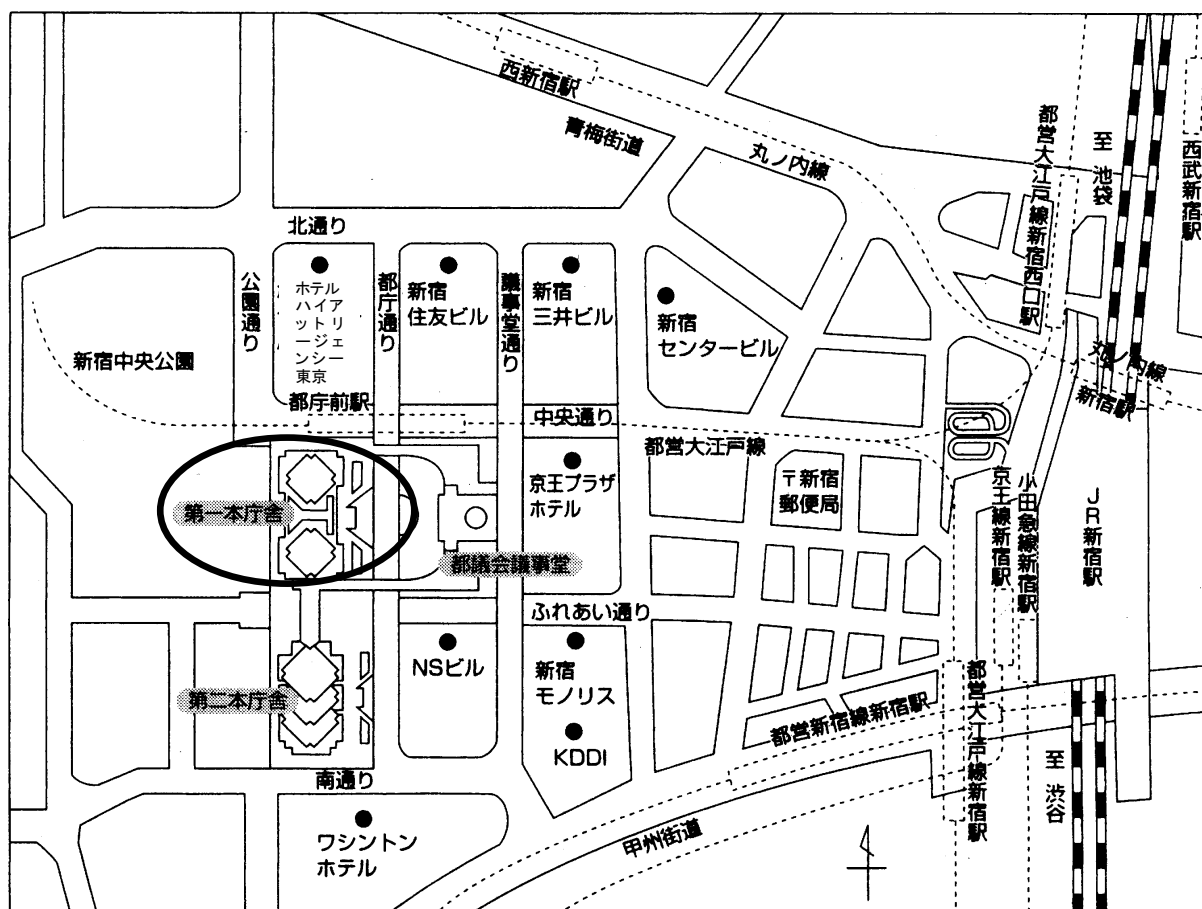 西新宿駅
青梅街道
丸ノ内線
都営大江戸線新宿西口駅
至 池袋
西武新宿駅
北通り
公園通り
ホテル
ハイア
ット リ
ージェ
ンシー
東京
都庁通り
新宿
住友ビル
議事堂通り
新宿
三井ビル
新宿
センタービル
新宿中央公園
丸ノ内線
新宿駅
都庁前駅
中央通り
都営大江戸線
京王プラザ
ホテル
〒新宿
郵便局
京王線新宿駅
小田急線新宿駅
JR新宿駅
第一本庁舎
都議会議事堂
ふれあい通り
NSビル
新宿
モノリス
KDDI
第二本庁舎
都営新宿線新宿駅
都営大江戸線新宿駅
至 渋谷
南通り
ワシントン
ホテル
甲州街道